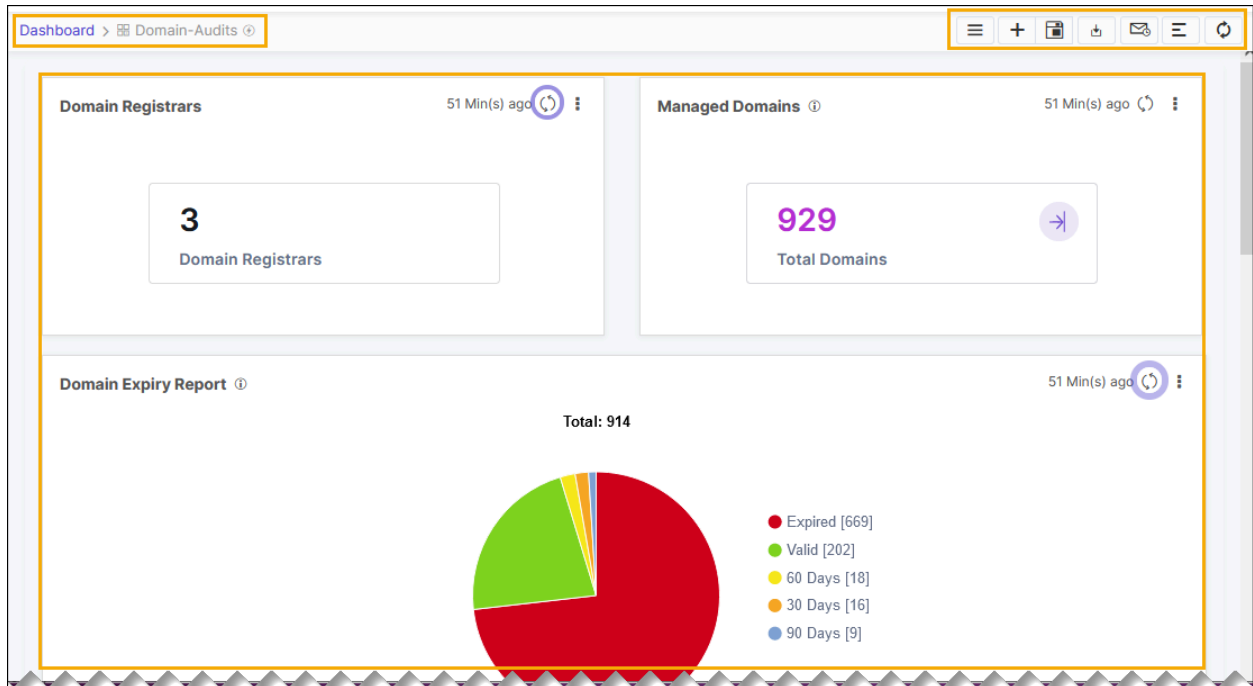 Dashboard > Domain-Audits
Domain Registrars
51 Min(s) ago
3
Domain Registrars
Managed Domains
51 Min(s) ago
929
Total Domains
Domain Expiry Report
51 Min(s) ago
Total: 914
Expired [669]
Valid [202]
60 Days [18]
30 Days [16]
90 Days [9]